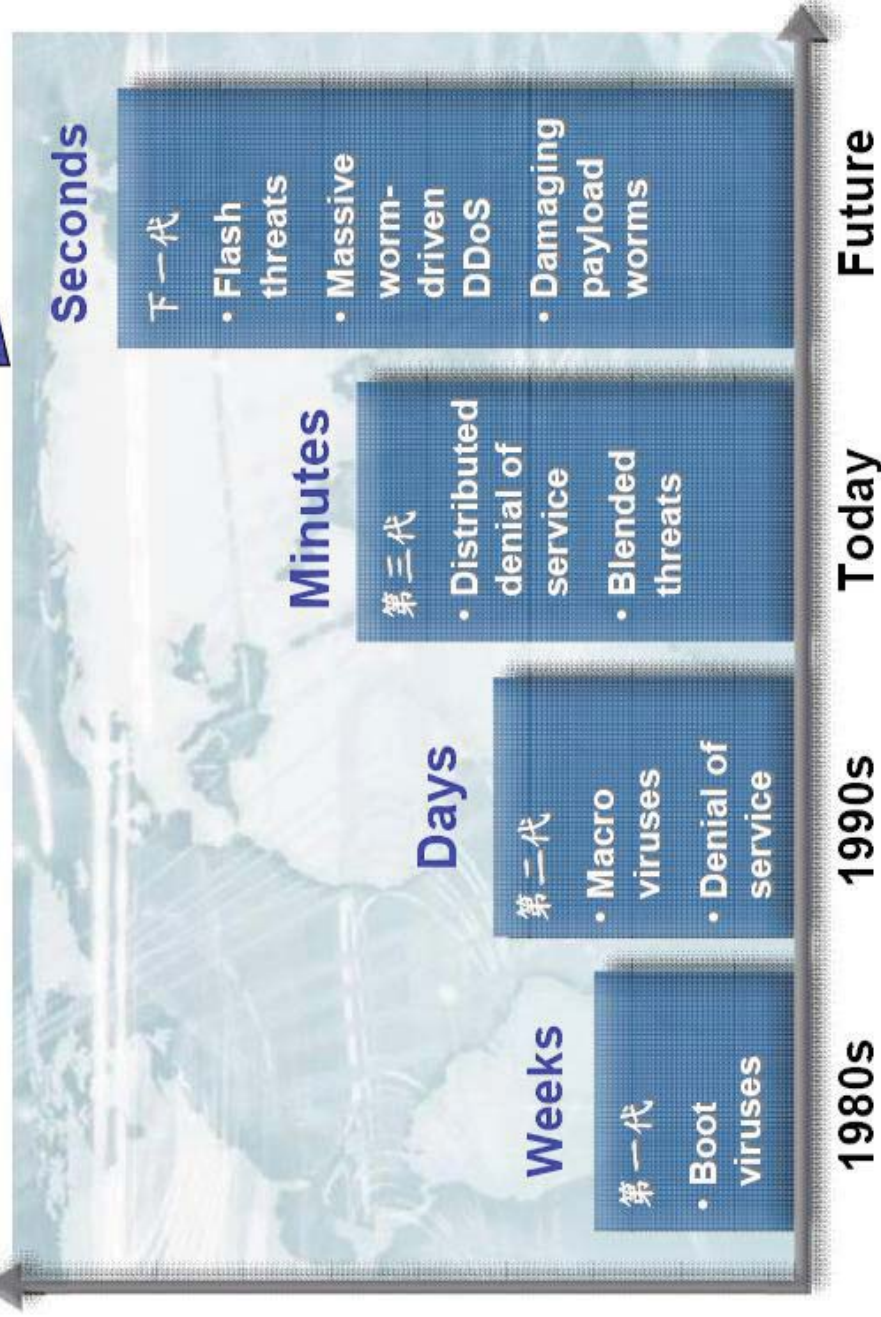 Weeks
第一代
• Boot
viruses
1980s
Days
第二代
• Macro
viruses
• Denial of
service
1990s
Minutes
第三代
• Distributed
denial of
service
• Blended
threats
Today
Seconds
下一代
• Flash
threats
• Massive
worm-
driven
DDoS
• Damaging
payload
worms
Future